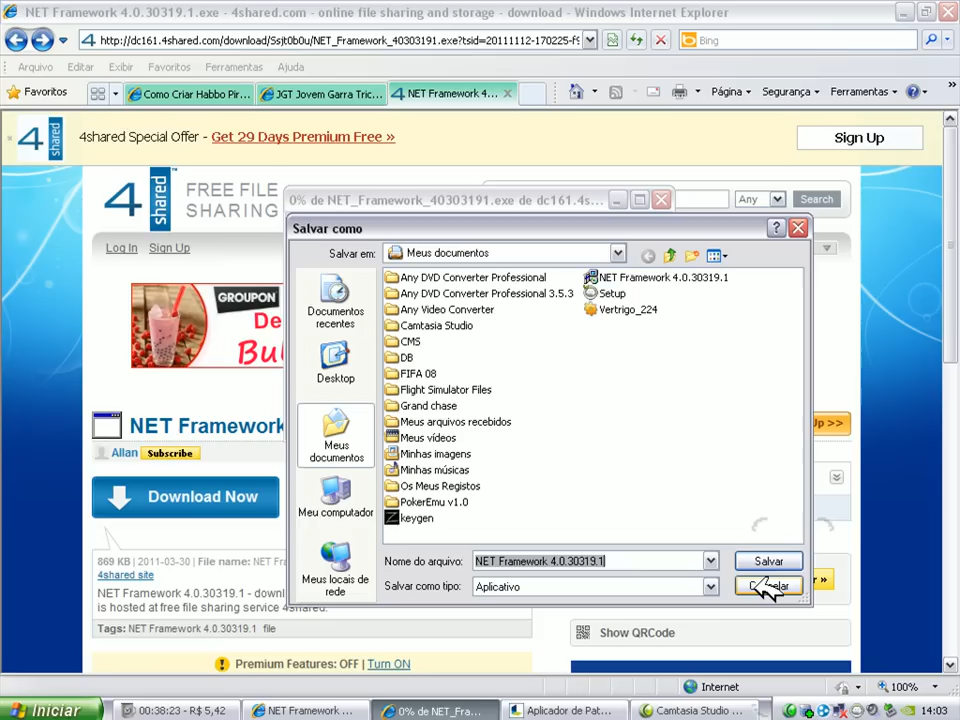 NET Framework 4.0.30319.1.exe - 4shared.com - online file sharing and storage - download - Windows Internet Explorer
http://dc161.4shared.com/download/Ssjt0b0u/NET_Framework_40303191.exe?tsid=20111112-170225-f9
Bing
Arquivo Editar Exibir Favoritos Ferramentas Ajuda
Favoritos
Como Criar Habbo Pir...
JGT Jovem Garra Tric...
NET Framework 4....
Página
Segurança
Ferramentas
4shared Special Offer - Get 29 Days Premium Free »
Sign Up
4 shared
FREE FILE
SHARING
0% de NET_Framework_40303191.exe de dc161.4s...
Any
Search
Salvar como
Log In Sign Up
Salvar em:
Meus documentos
Documentos recentes
Desktop
Meus documentos
Meu computador
Meus locais de rede
Any DVD Converter Professional
Any DVD Converter Professional 3.5.3
Any Video Converter
Camtasia Studio
CMS
DB
FIFA 08
Flight Simulator Files
Grand chase
Meus arquivos recebidos
Meus vídeos
Minhas imagens
Minhas músicas
Os Meus Registos
PokerEmu v1.0
keygen
NET Framework 4.0.30319.1
Setup
Vertrigo_224
GROUPON
De
Bu
NET Framework
Up >>
Allan
Subscribe
Download Now
Nome do arquivo:
NET Framework 4.0.30319.1
Salvar
Salvar como tipo:
Aplicativo
869 KB | 2011-03-30 | File name: NET Fr
4shared site
NET Framework 4.0.30319.1 - downl
is hosted at free file sharing service 4shared.
Tags: NET Framework 4.0.30319.1 file
Show QRCode
Premium Features: OFF | Turn ON
Internet
100%
Iniciar
00:38:23 - R$ 5,42
NET Framework ...
0% de NET_Fra...
Aplicador de Pat...
Camtasia Studio ...
14:03